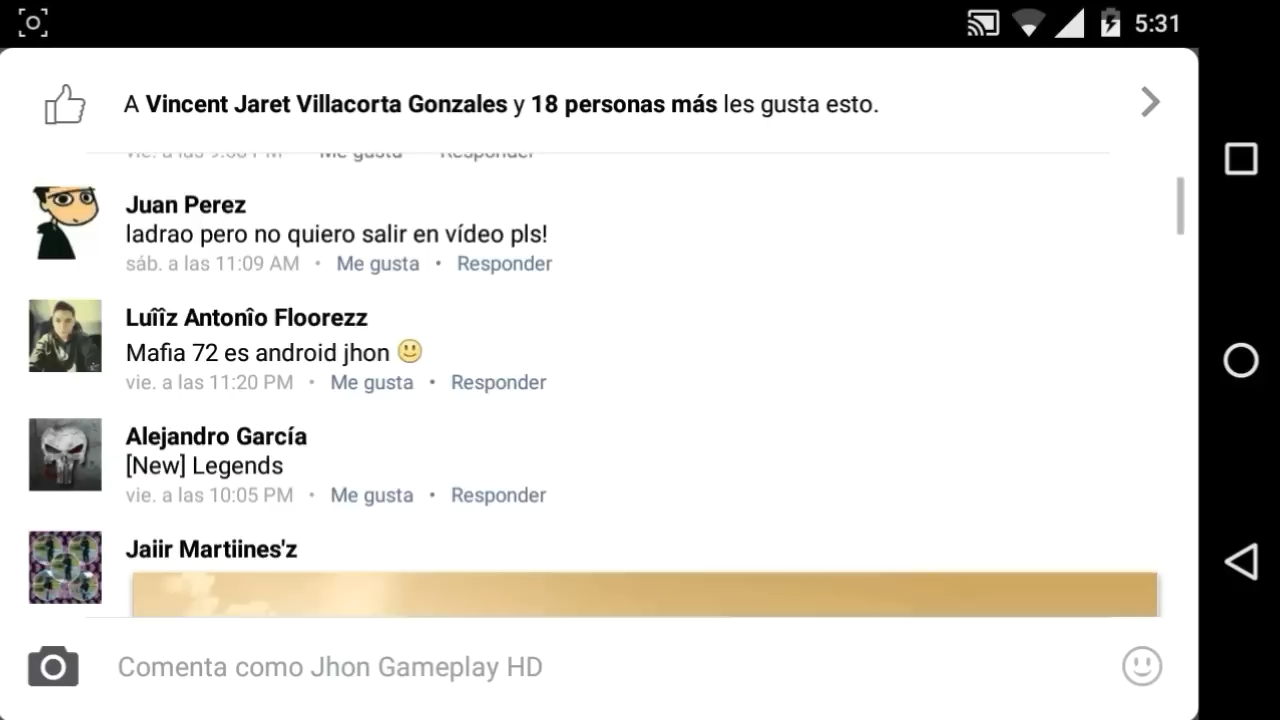 5:31
A Vincent Jaret Villacorta Gonzales y 18 personas más les gusta esto.
Me gusta Responder
Juan Perez
ladrao pero no quiero salir en vídeo pls!
sáb. a las 11:09 AM • Me gusta • Responder
Luîîz Antonîo Floorezz
Mafia 72 es android jhon
vie. a las 11:20 PM • Me gusta • Responder
Alejandro García
[New] Legends
vie. a las 10:05 PM • Me gusta • Responder
Jaiir Martiines'z
Comenta como Jhon Gameplay HD